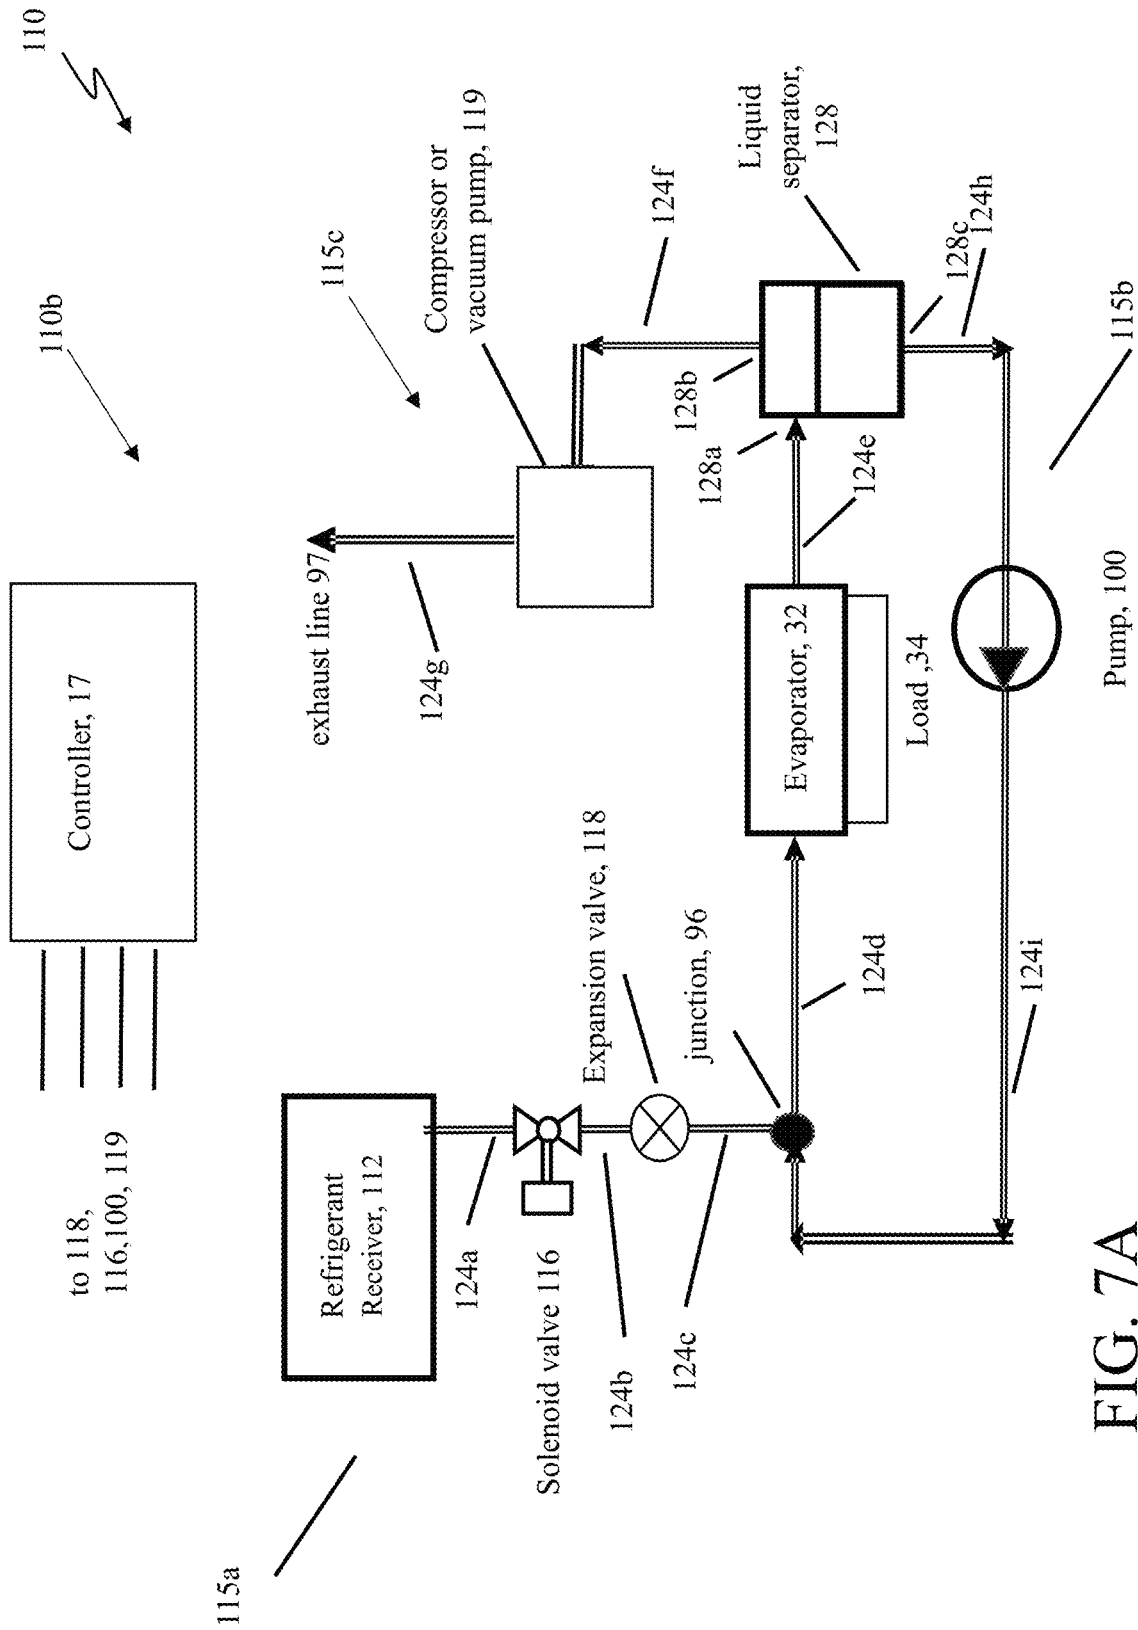 110
110b
Controller, 17
to 118,
116,100, 119
115c
Compressor or
vacuum pump, 119
exhaust line 97
124g
124f
Liquid
separator,
128
128b
128a
128c
124h
124e
115b
115a
Refrigerant
Receiver, 112
124a
Solenoid valve 116
124b
Expansion valve, 118
124c
junction, 96
124d
Evaporator, 32
Load ,34
Pump, 100
124i
FIG. 7A